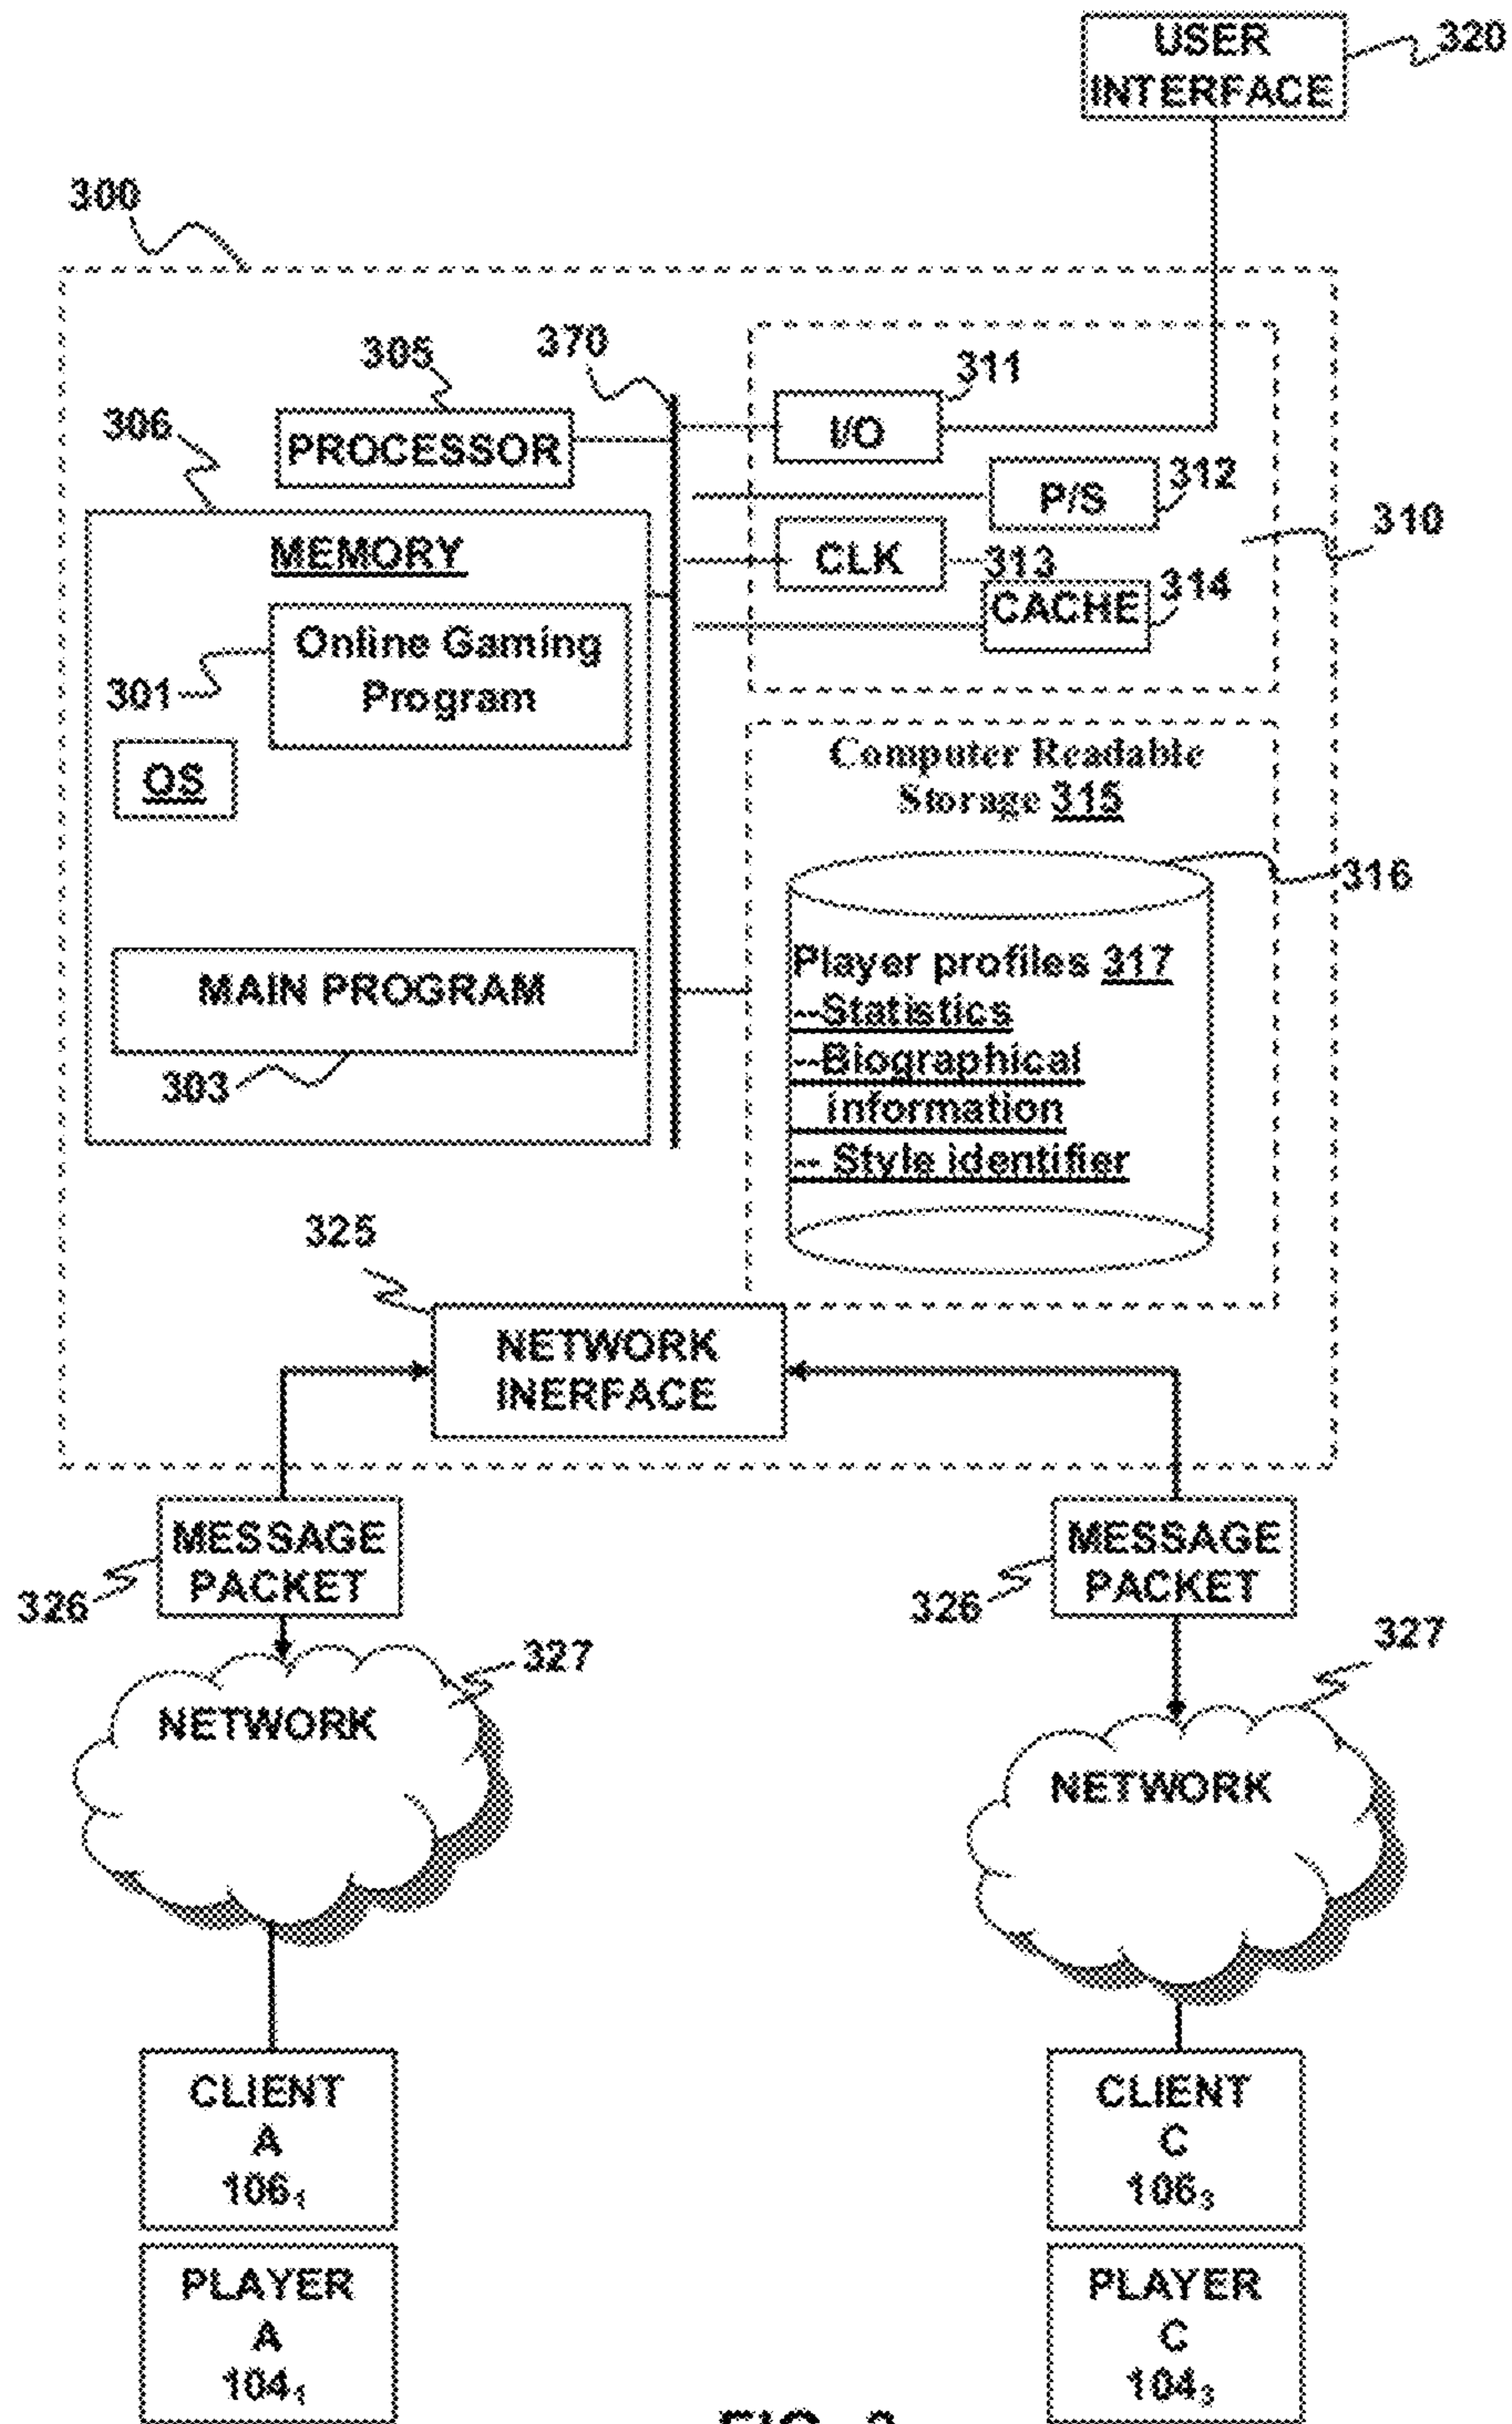 USER
INTERFACE
320
300
305
370
311
306
PROCESSOR
I/O
P/S
312
310
MEMORY
CLK
313
314
CACHE
Online Gaming
Program
301
OS
Computer Readable
Storage 315
316
Player profiles 317
--Statistics
--Biographical
information
-- Style identifier
MAIN PROGRAM
303
325
NETWORK
INERFACE
MESSAGE
PACKET
326
MESSAGE
PACKET
326
327
NETWORK
327
NETWORK
CLIENT
A
106₁
CLIENT
C
106₃
PLAYER
A
104₁
PLAYER
C
104₃